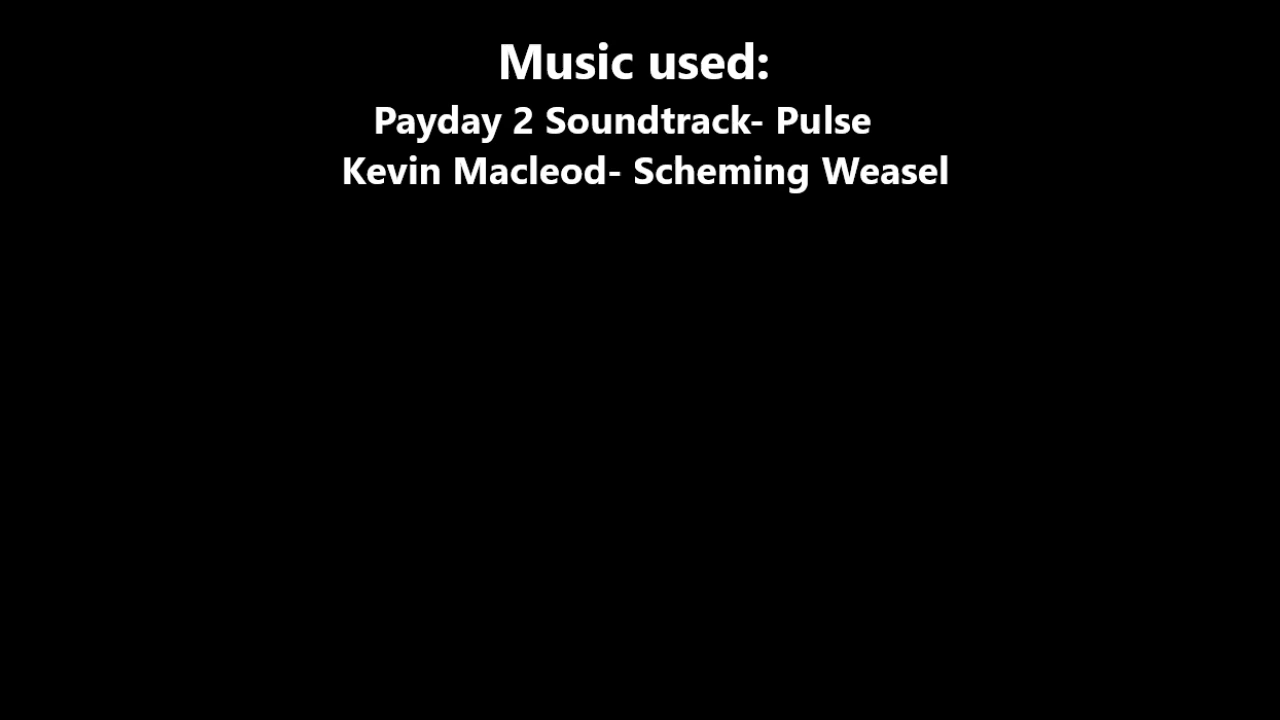 Music used:
Payday 2 Soundtrack- Pulse
Kevin Macleod- Scheming Weasel